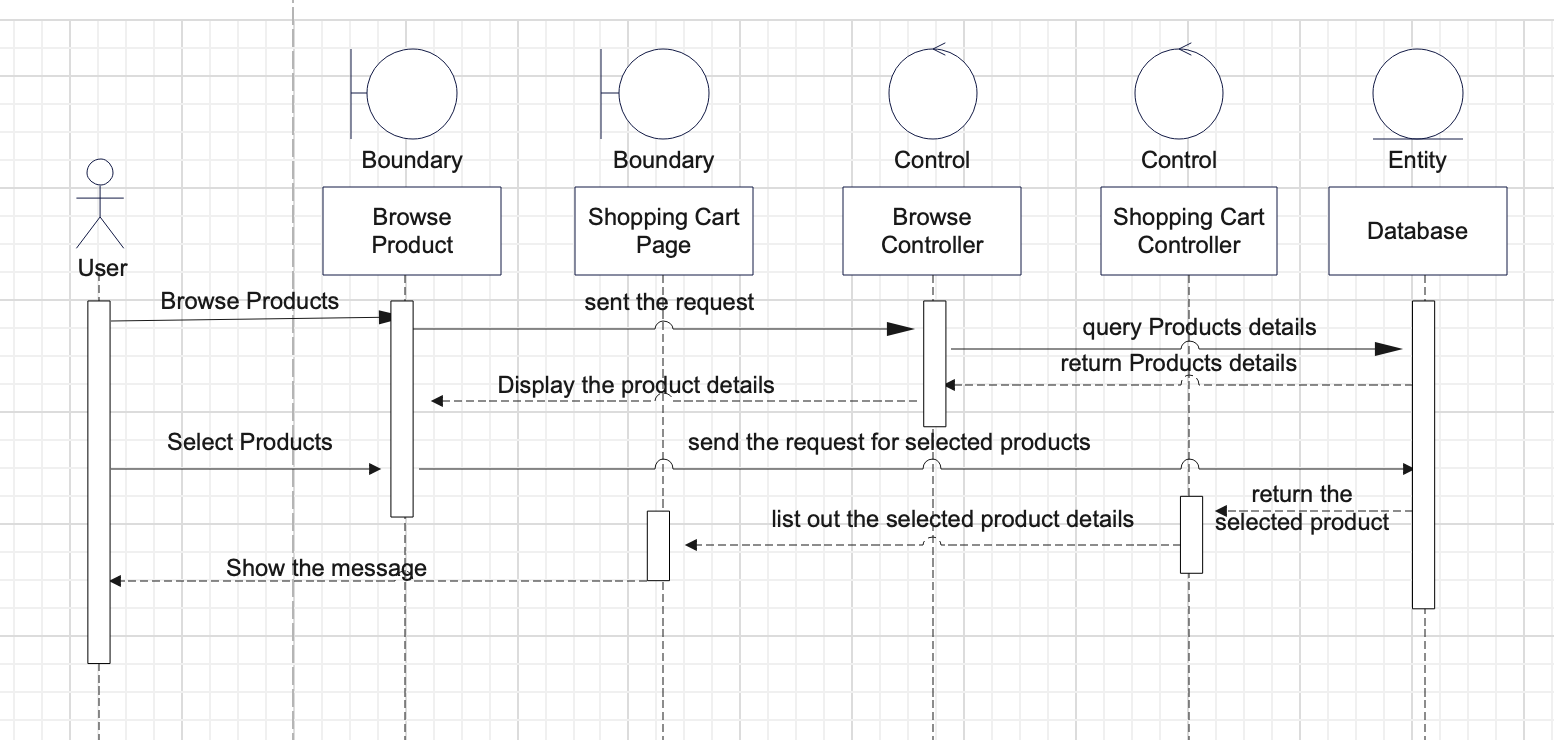 Boundary
Boundary
Control
Control
Entity
User
Browse
Product
Shopping Cart
Page
Browse
Controller
Shopping Cart
Controller
Database
Browse Products
sent the request
query Products details
return Products details
Display the product details
Select Products
send the request for selected products
return the
selected product
list out the selected product details
Show the message